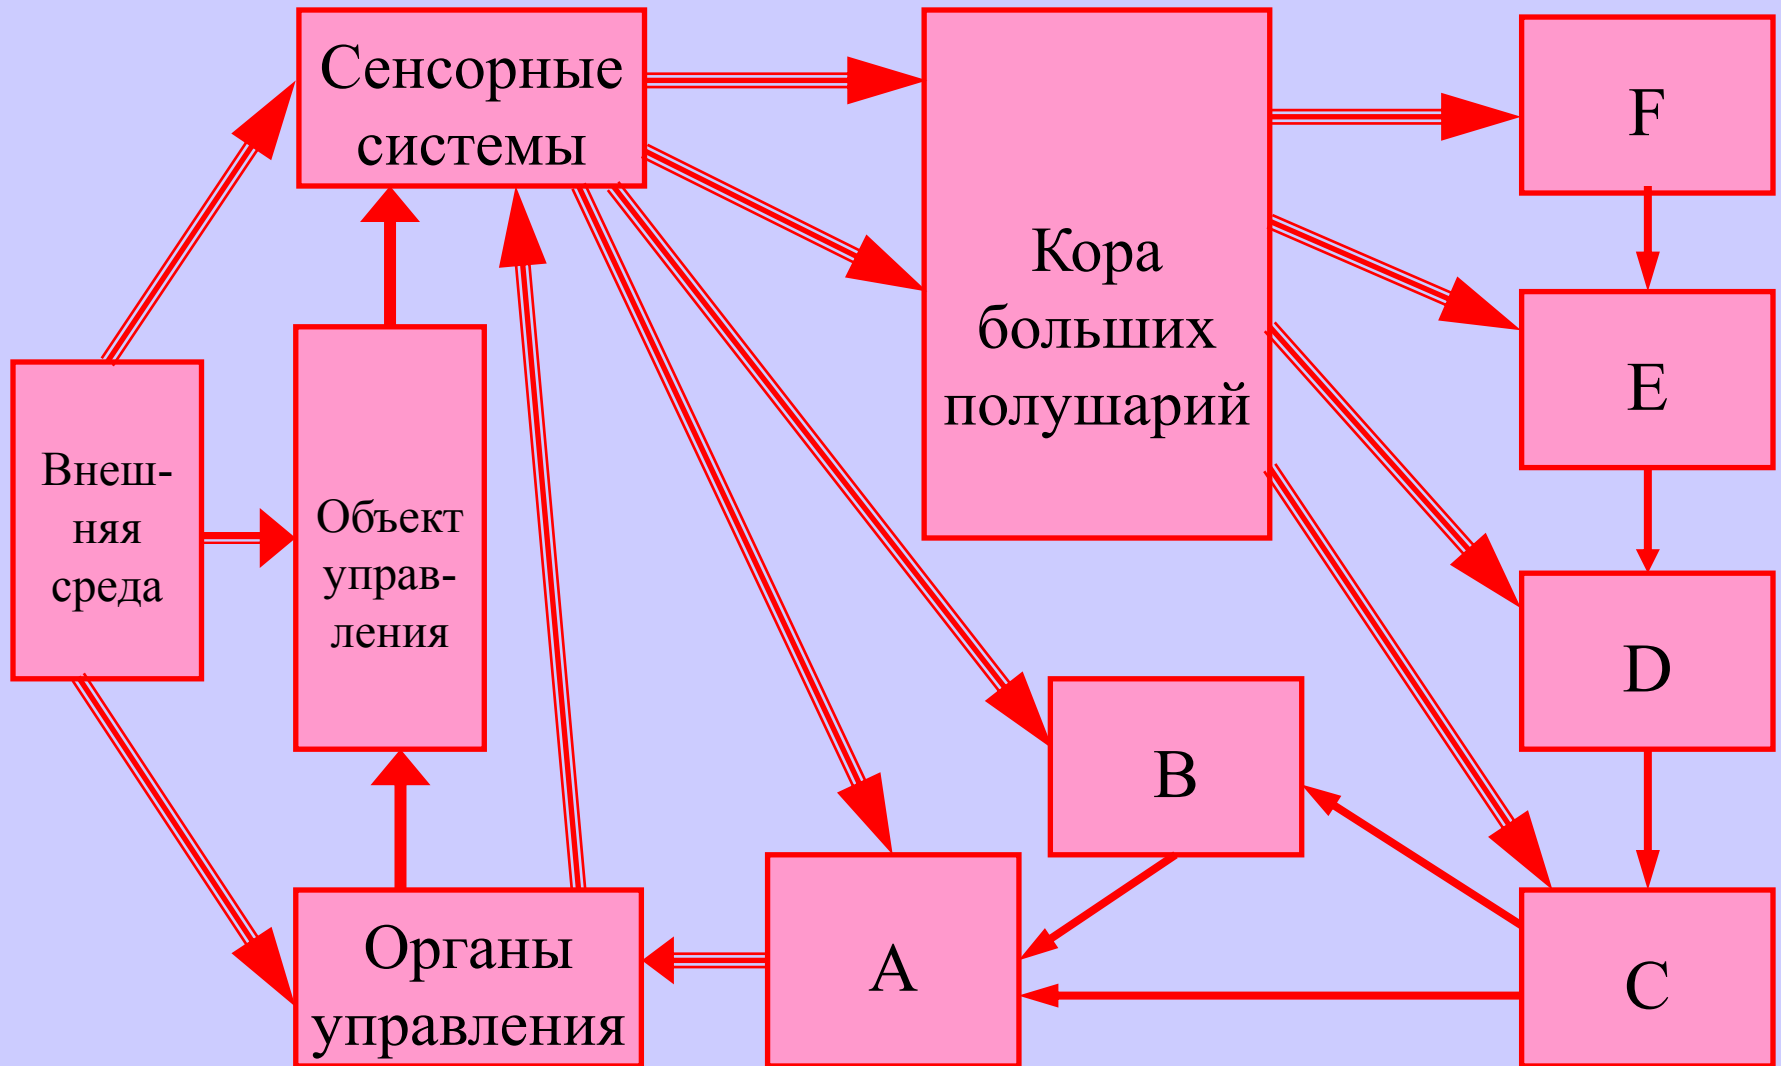 Сенсорные
системы
Кора
больших
полушарий
F
E
D
C
B
A
Внеш-
няя
среда
Объект
управ-
ления
Органы
управления